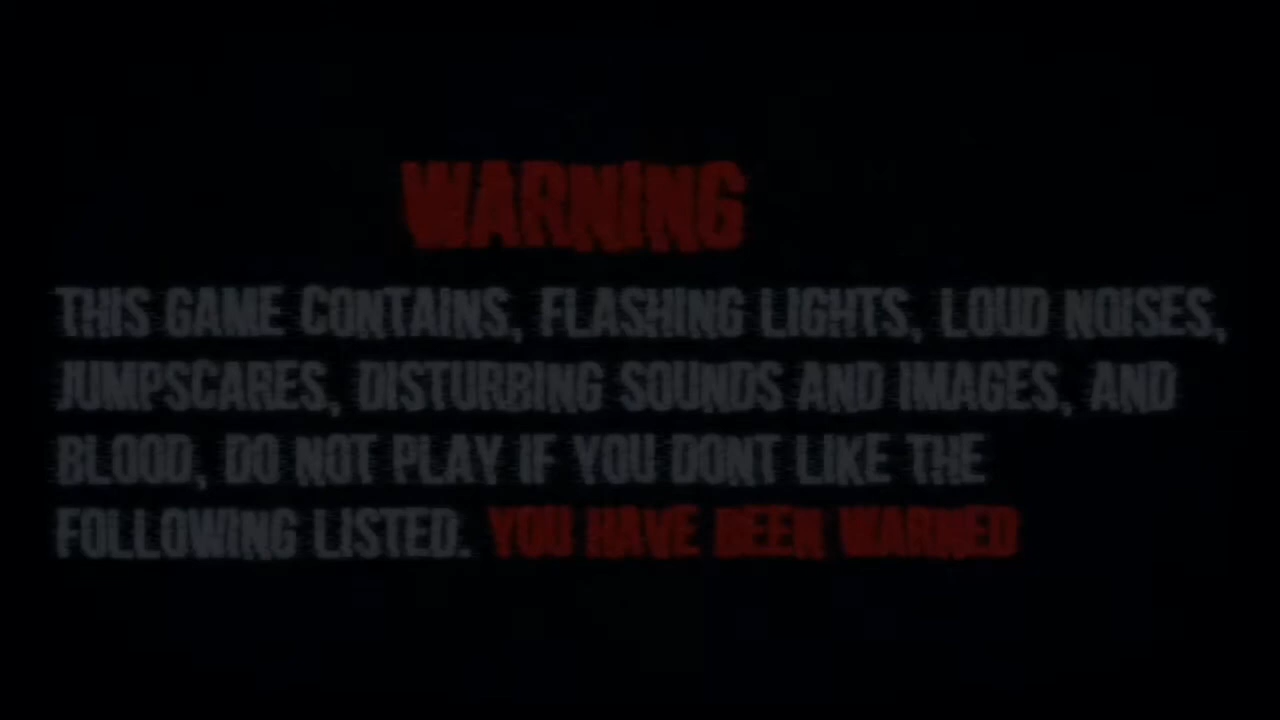 WARNING
THIS GAME CONTAINS, FLASHING LIGHTS, LOUD NOISES,
JUMPSCARES, DISTURBING SOUNDS AND IMAGES, AND
BLOOD, DO NOT PLAY IF YOU DONT LIKE THE
FOLLOWING LISTED. YOU HAVE BEEN WARNED